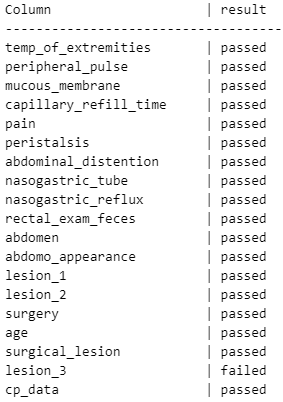 Column | result
------------------------------------
temp_of_extremities | passed
peripheral_pulse | passed
mucous_membrane | passed
capillary_refill_time | passed
pain | passed
peristalsis | passed
abdominal_distention | passed
nasogastric_tube | passed
nasogastric_reflux | passed
rectal_exam_feces | passed
abdomen | passed
abdomo_appearance | passed
lesion_1 | passed
lesion_2 | passed
surgery | passed
age | passed
surgical_lesion | passed
lesion_3 | failed
cp_data | passed